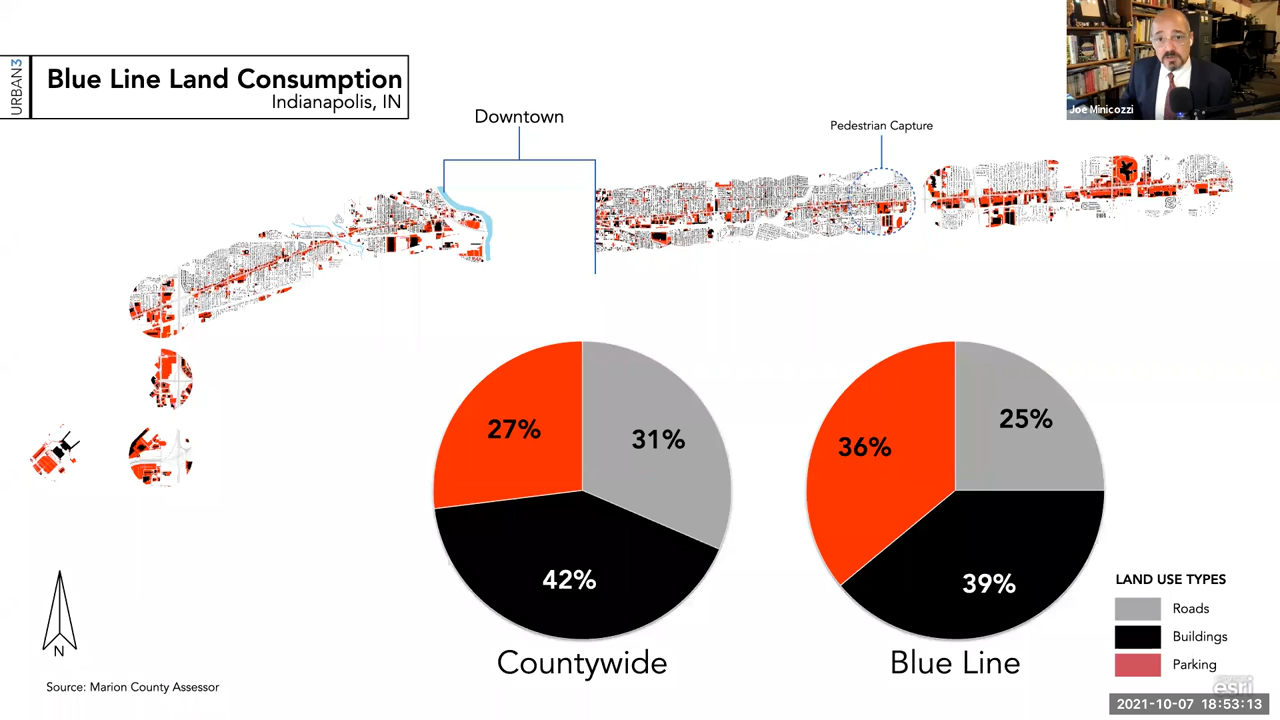 URBAN3
Blue Line Land Consumption
Indianapolis, IN
Downtown
Pedestrian Capture
Joe Minicozzi
27%
31%
42%
Countywide
36%
25%
39%
Blue Line
LAND USE TYPES
Roads
Buildings
Parking
N
Source: Marion County Assessor
esri
2021-10-07 18:53:13